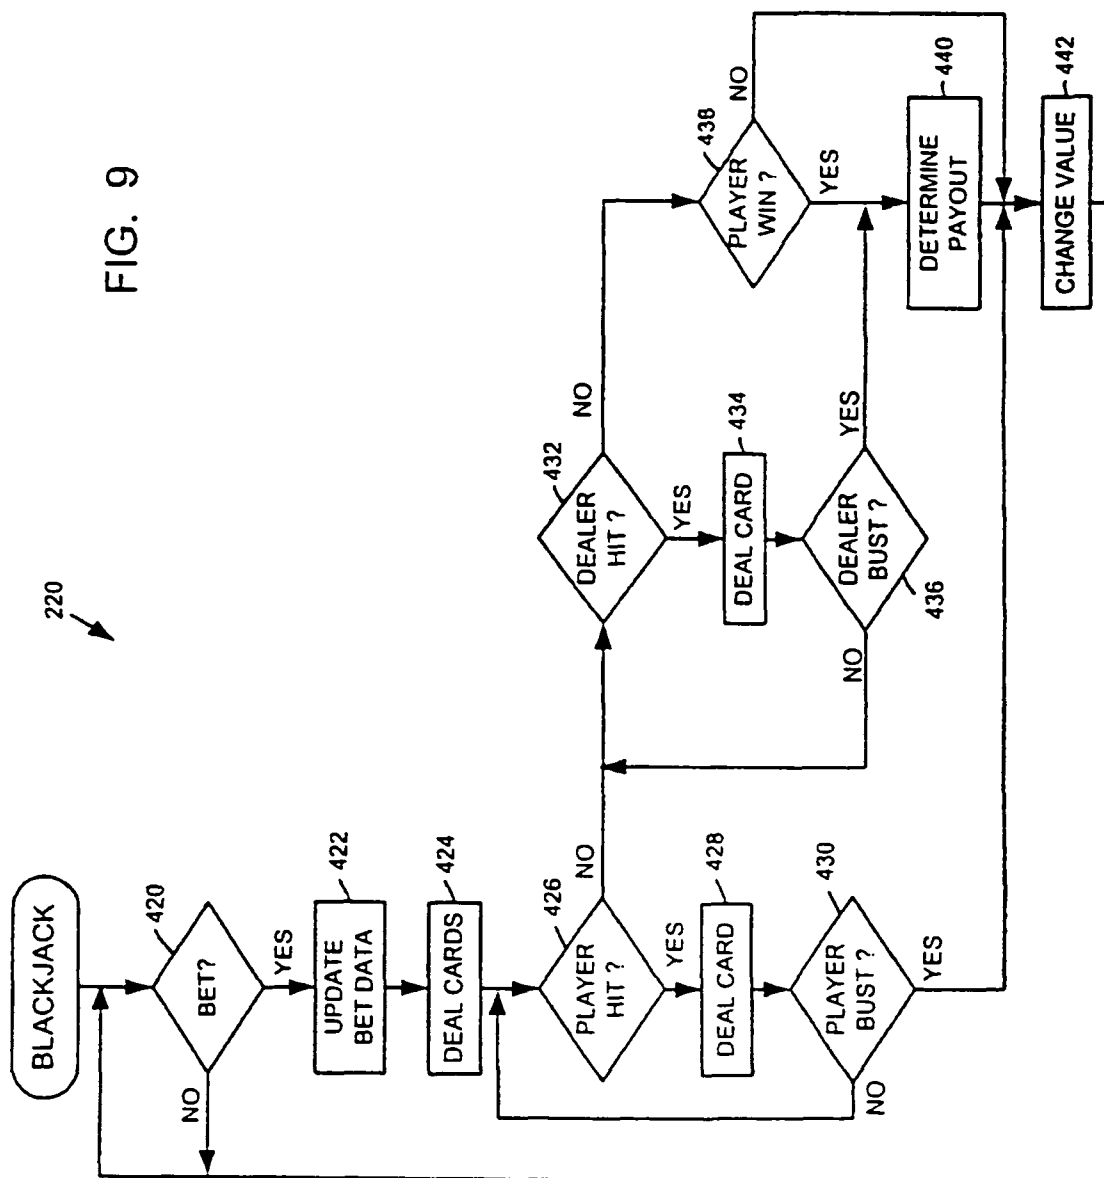 FIG. 9
220
BLACKJACK
420
BET?
NO
YES
422
UPDATE
BET DATA
424
DEAL CARDS
426
PLAYER
HIT ?
NO
YES
428
DEAL CARD
430
PLAYER
BUST ?
NO
YES
432
DEALER
HIT ?
NO
YES
434
DEAL CARD
DEALER
BUST ?
436
NO
YES
438
PLAYER
WIN ?
NO
YES
440
DETERMINE
PAYOUT
442
CHANGE VALUE